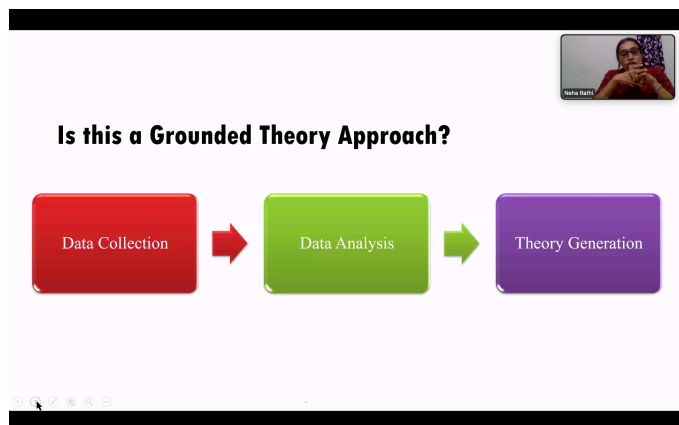 Neha Rathi
Is this a Grounded Theory Approach?
Data Collection
Data Analysis
Theory Generation